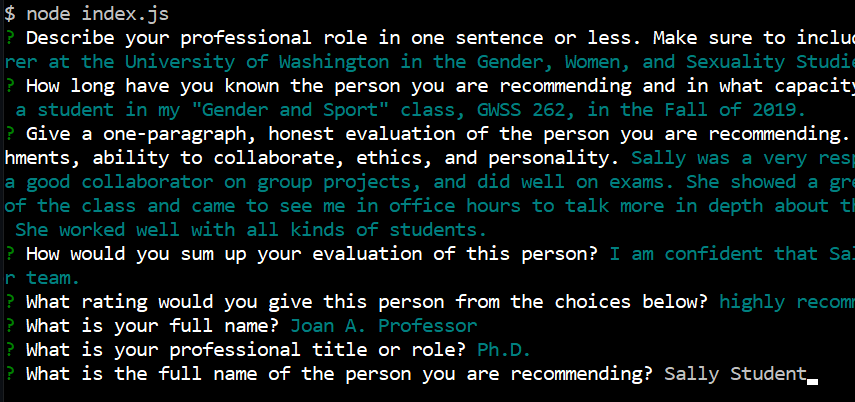 $ node index.js
? Describe your professional role in one sentence or less. Make sure to
rer at the University of Washington in the Gender, Women, and Sexuality
? How long have you known the person you are recommending and in what capacity
a student in my "Gender and Sport" class, GWSS 262, in the Fall of 2019.
? Give a one-paragraph, honest evaluation of the person you are recommending.
hments, ability to collaborate, ethics, and personality. Sally was a very
a good collaborator on group projects, and did well on exams. She showed a
of the class and came to see me in office hours to talk more in depth about
She worked well with all kinds of students.
? How would you sum up your evaluation of this person? I am confident that
r team.
? What rating would you give this person from the choices below? highly
? What is your full name? Joan A. Professor
? What is your professional title or role? Ph.D.
? What is the full name of the person you are recommending? Sally Student